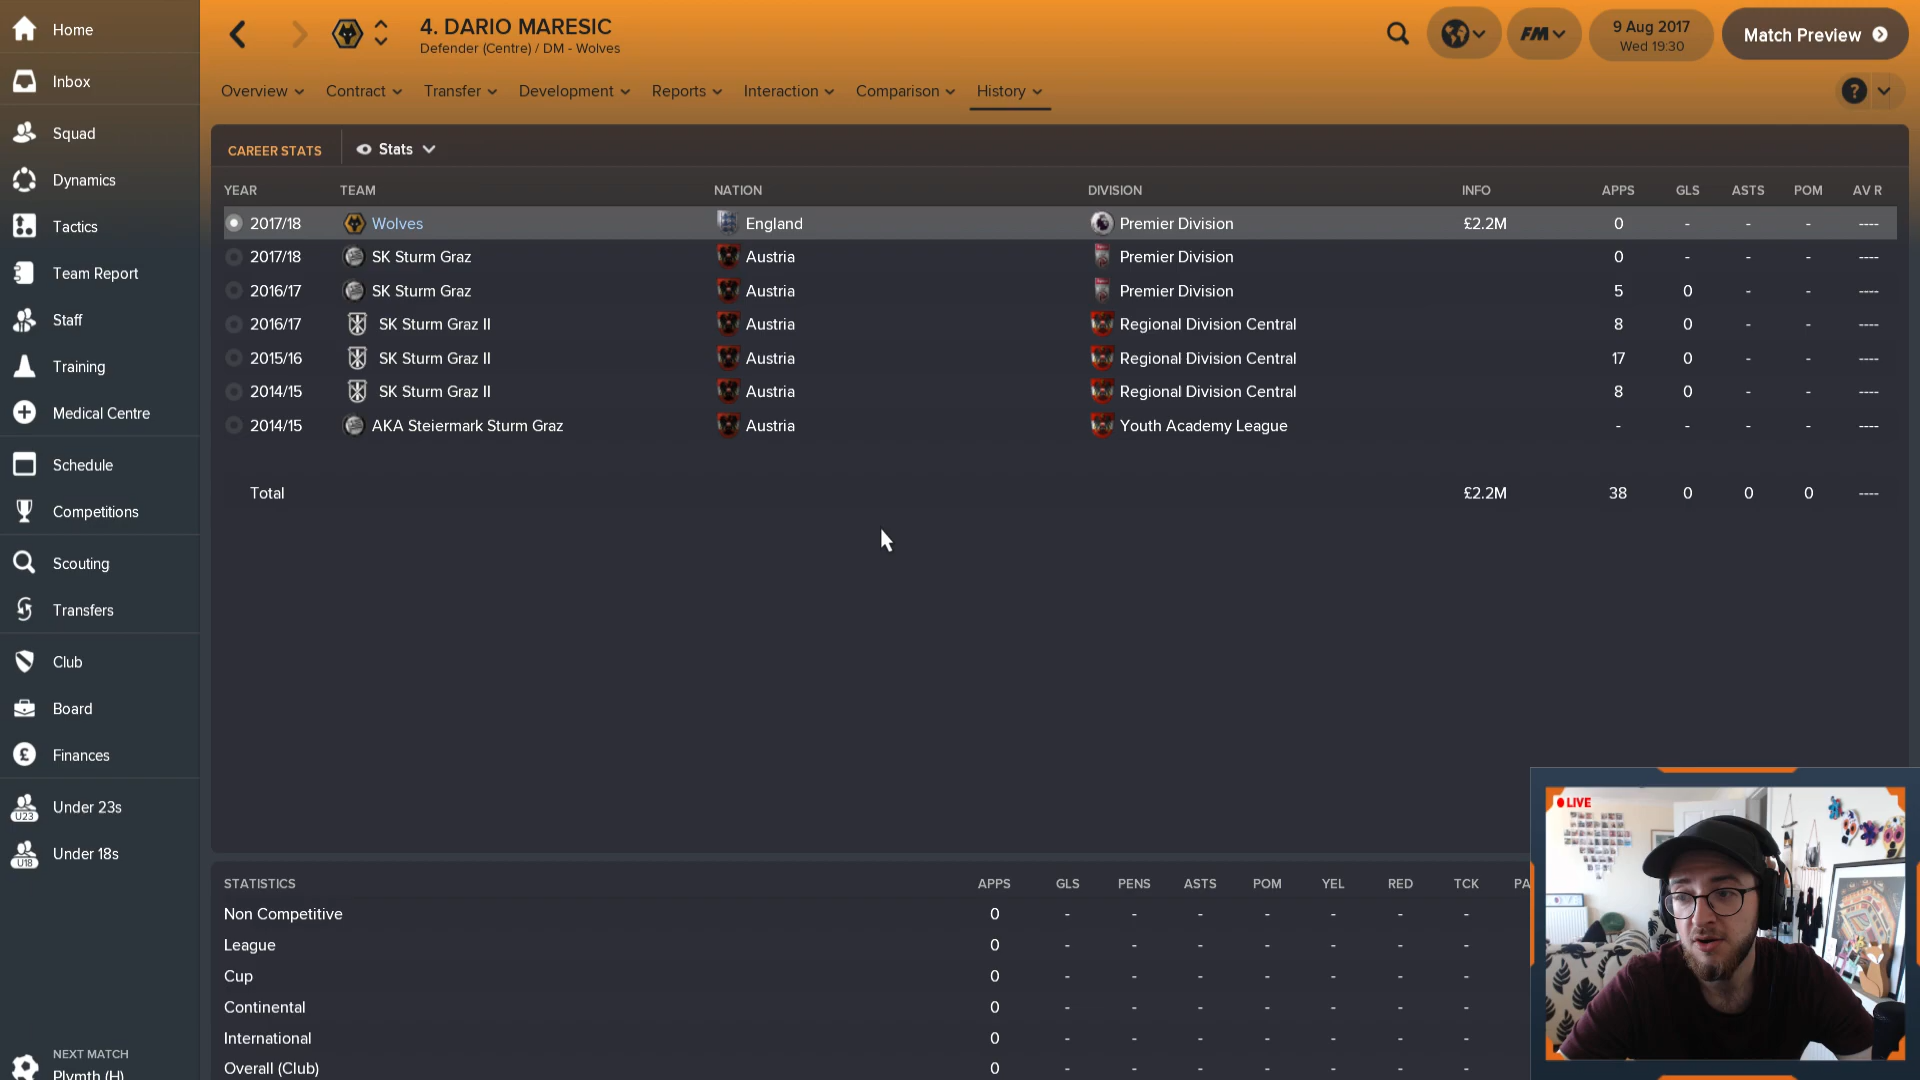 Home
Inbox
Squad
Dynamics
Tactics
Team Report
Staff
Training
Medical Centre
Schedule
Competitions
Scouting
Transfers
Club
Board
Finances
U23 Under 23s
U18 Under 18s
NEXT MATCH
Plymth (H)
4. DARIO MARESIC
Defender (Centre) / DM - Wolves
FM
9 Aug 2017
Wed 19:30
Match Preview
Overview Contract Transfer Development Reports Interaction Comparison History ?
CAREER STATS Stats
YEAR TEAM NATION DIVISION INFO APPS GLS ASTS POM AV R
2017/18 Wolves England Premier Division £2.2M 0 - - - ----
2017/18 SK Sturm Graz Austria Premier Division 0 - - - ----
2016/17 SK Sturm Graz Austria Premier Division 5 0 - - ----
2016/17 SK Sturm Graz II Austria Regional Division Central 8 0 - - ----
2015/16 SK Sturm Graz II Austria Regional Division Central 17 0 - - ----
2014/15 SK Sturm Graz II Austria Regional Division Central 8 0 - - ----
2014/15 AKA Steiermark Sturm Graz Austria Youth Academy League - - - - ----
Total £2.2M 38 0 0 0 ----
STATISTICS APPS GLS PENS ASTS POM YEL RED TCK PA
Non Competitive 0 - - - - - - -
League 0 - - - - - - -
Cup 0 - - - - - - -
Continental 0 - - - - - - -
International 0 - - - - - - -
Overall (Club) 0 - - - - - - -
LIVE